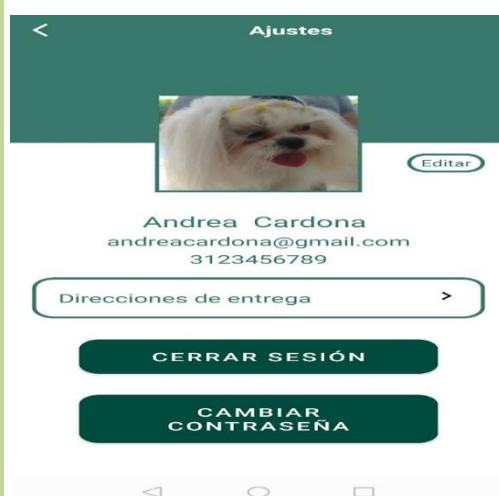 < Ajustes
Editar
Andrea Cardona
andreacardona@gmail.com
3123456789
Direcciones de entrega >
CERRAR SESIÓN
CAMBIAR
CONTRASEÑA